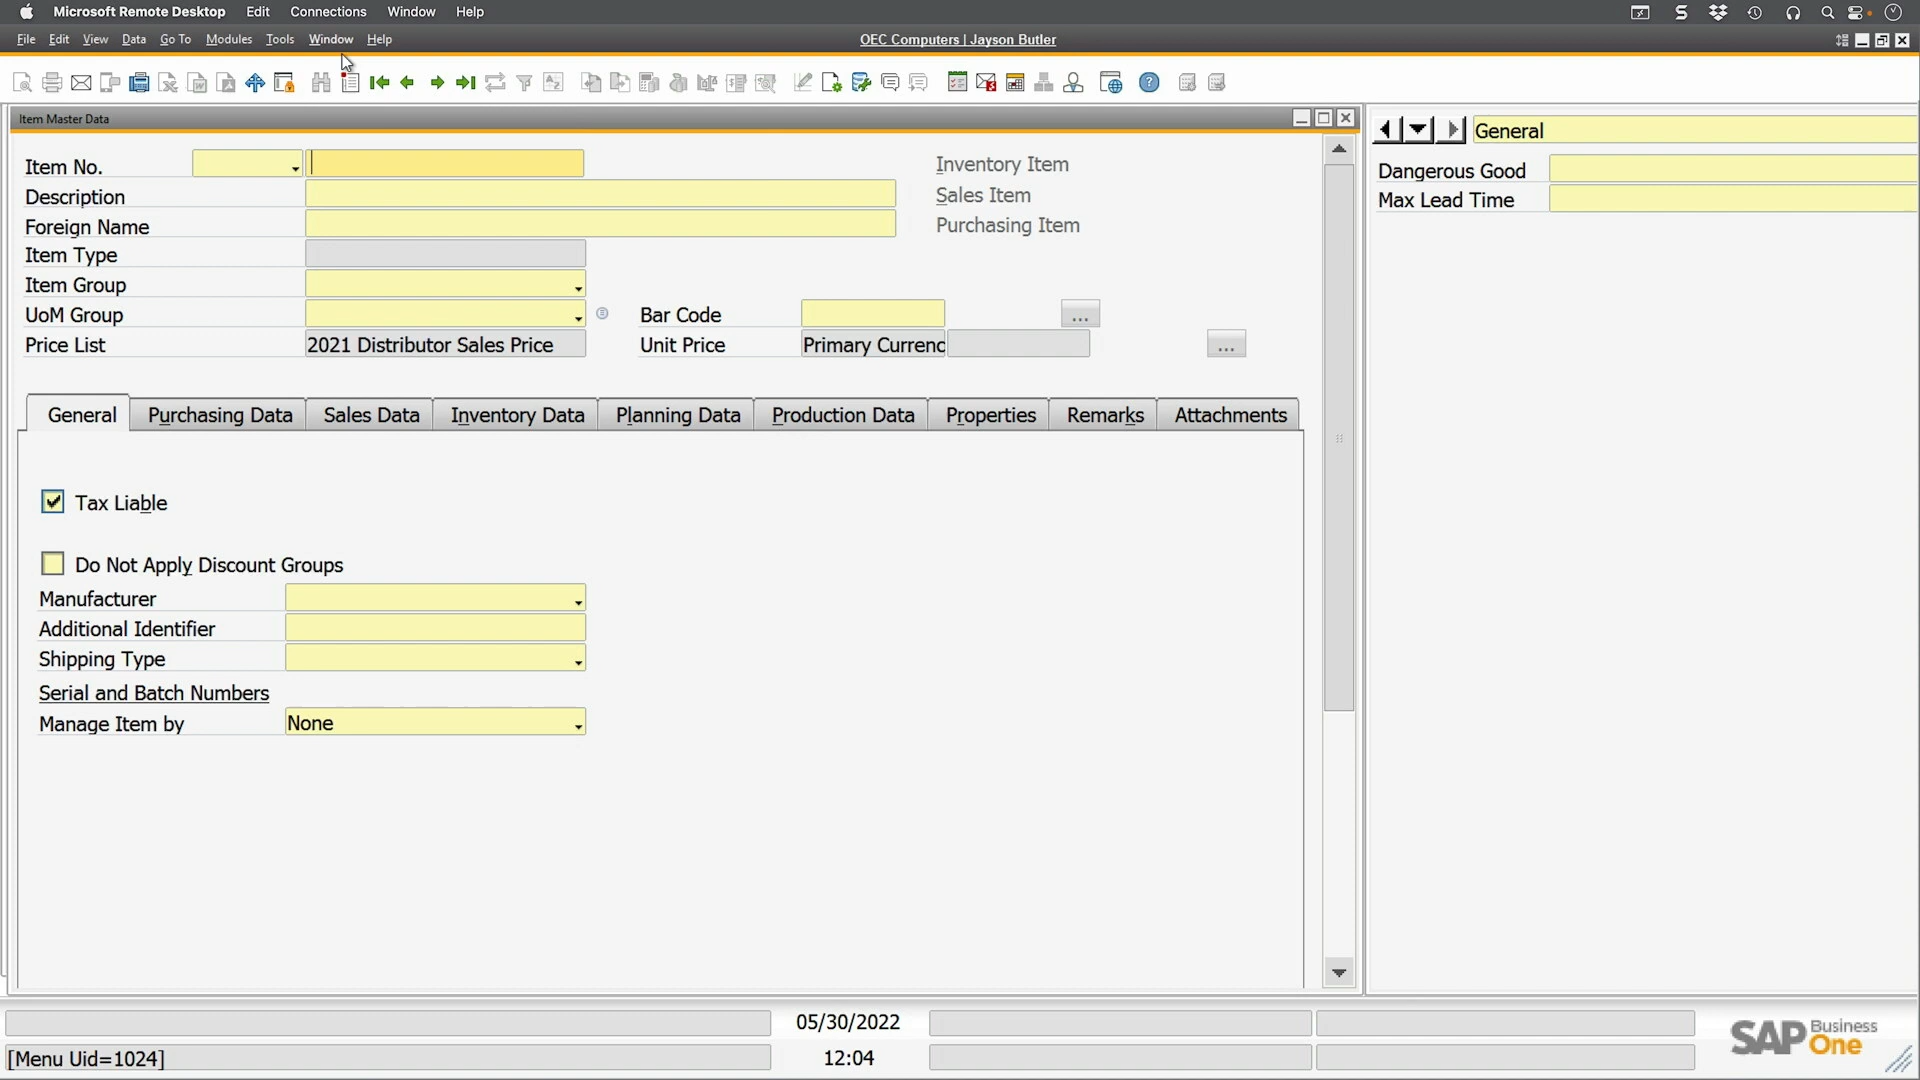 Microsoft Remote Desktop Edit Connections Window Help
File Edit View Data Go To Modules Tools Window Help
OEC Computers | Jayson Butler
Item Master Data
Item No.
Description
Foreign Name
Item Type
Item Group
UoM Group
Price List 2021 Distributor Sales Price
Inventory Item
Sales Item
Purchasing Item
Bar Code ...
Unit Price Primary Currenc ...
General Purchasing Data Sales Data Inventory Data Planning Data Production Data Properties Remarks Attachments
Tax Liable
Do Not Apply Discount Groups
Manufacturer
Additional Identifier
Shipping Type
Serial and Batch Numbers
Manage Item by None
General
Dangerous Good
Max Lead Time
05/30/2022
[Menu Uid=1024] 12:04
SAP Business One